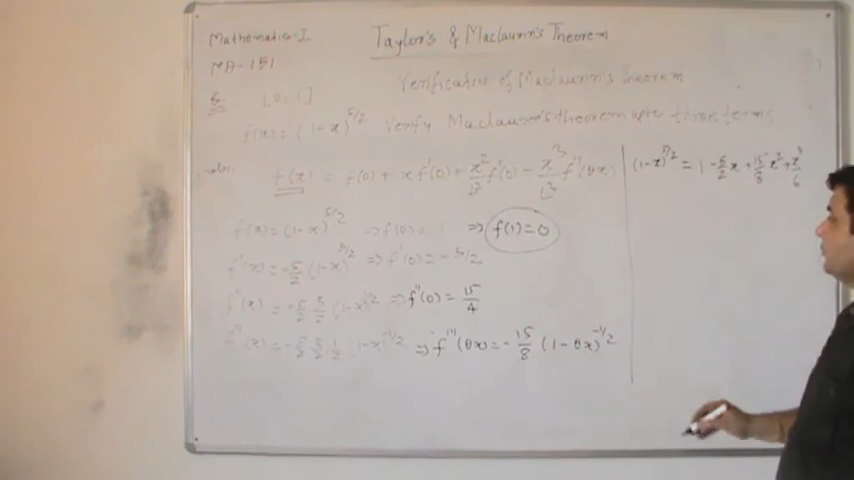 Mathematics-I
Taylor's & Maclaurin's Theorem
MA-151
Verification of Maclaurin's Theorem
Q. [0,1]
f(x) = (1-x)^{5/2} Verify Maclaurin's theorem upto three terms
f(x) = f(0) + x f'(0) + x²/⌊2 f''(0) - x³/⌊3 f'''(θx)
f(x) = (1-x)^{5/2} ⇒ f(0) = 1 ⇒ f(1) = 0
f'(x) = -5/2 (1-x)^{3/2} ⇒ f'(0) = -5/2
f''(x) = -5/2 3/2 (1-x)^{1/2} ⇒ f''(0) = 15/4
f'''(x) = -5/2 3/2 1/2 (1-x)^{-1/2} ⇒ f'''(θx) = -15/8 (1-θx)^{-1/2}
(1-x)^{5/2} = 1 - 5/2 x + 15/8 x² + x³/6